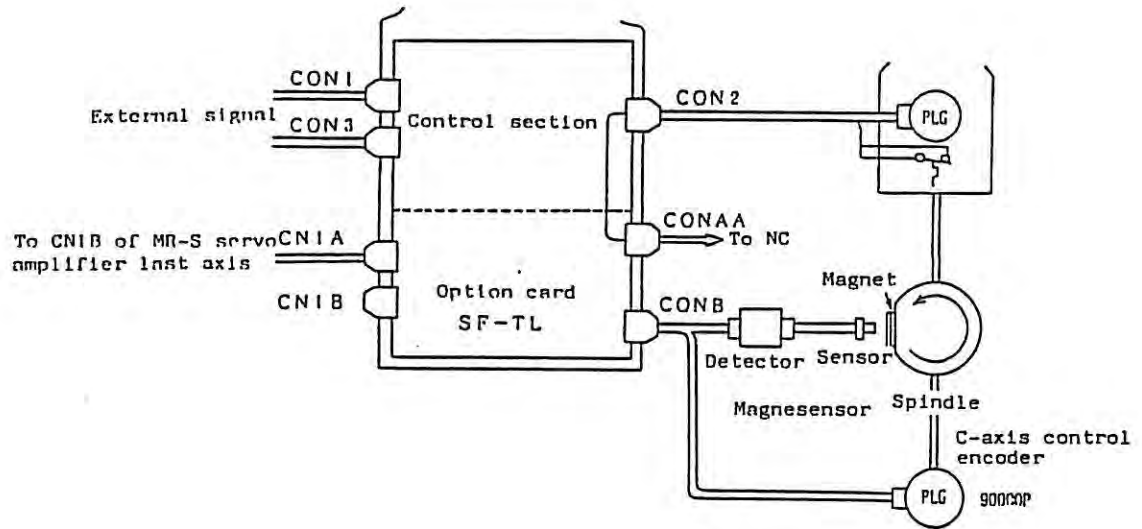 CON1
External signal
CON3
Control section
CON2
PLG
To CN1B of MR-S servo
amplifier last axis
CN1A
CN1B
CONAA
To NC
Option card
SF-TL
CONB
Detector
Sensor
Magnet
Magnesensor
Spindle
C-axis control
encoder
PLG